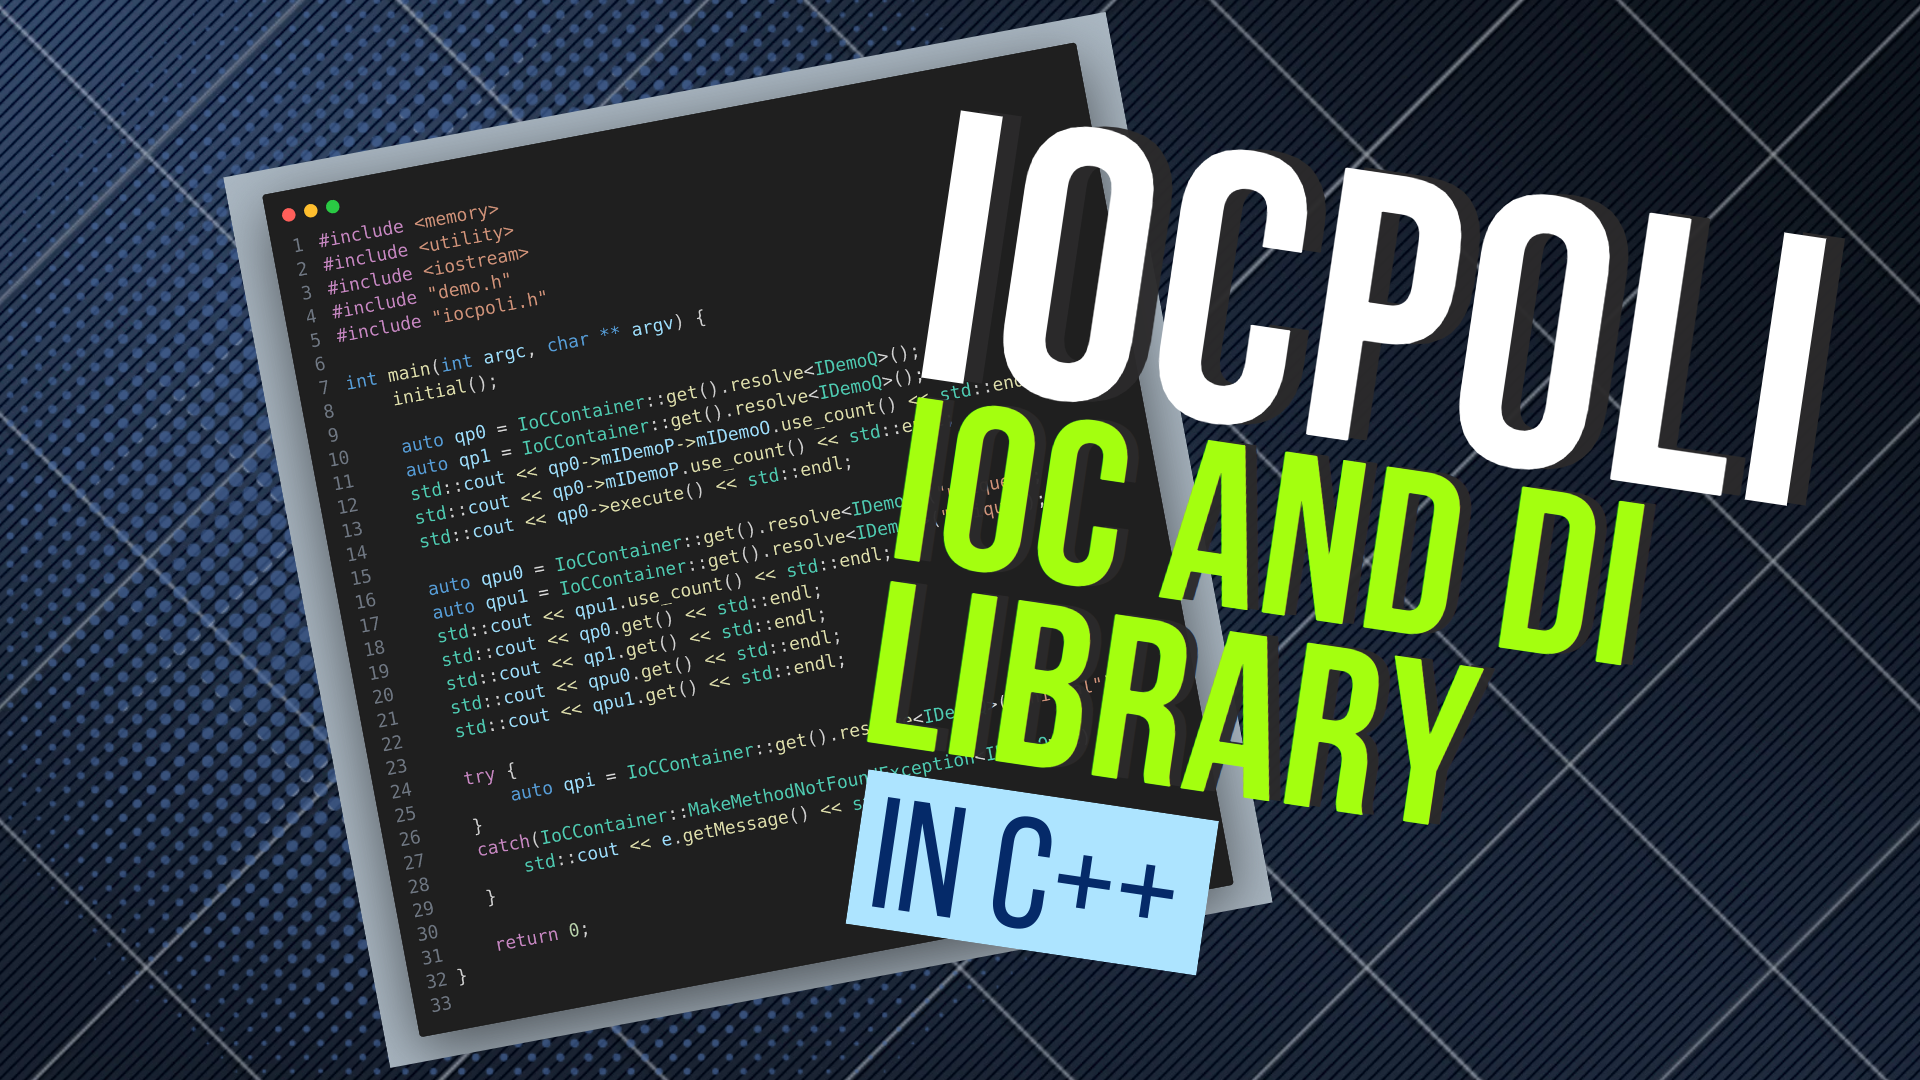 1 #include <memory>
2 #include <utility>
3 #include <iostream>
4 #include "demo.h"
5 #include "iocpoli.h"
6
7 int main(int argc, char ** argv) {
8 initial();
9
10 auto qp0 = IoCContainer::get().resolve<IDemoQ>();
11 auto qp1 = IoCContainer::get().resolve<IDemoQ>();
12 std::cout << qp0->mIDemoP->mIDemoO.use_count() << std::
13 std::cout << qp0->mIDemoP.use_count() << std::
14 std::cout << qp0->execute() << std::endl;
15
16 auto qpu0 = IoCContainer::get().resolve
17 auto qpu1 = IoCContainer::get().resolve
18 std::cout << qpu1.use_count() << std::endl;
19 std::cout << qp0.get() << std::endl;
20 std::cout << qp1.get() << std::endl;
21 std::cout << qpu0.get() << std::endl;
22 std::cout << qpu1.get() << std::endl;
23
24 try {
25 auto qpi = IoCContainer::get().
26 }
27 catch(IoCContainer::MakeMethodNotFoundException
28 std::cout << e.getMessage() <<
29 }
30
31 return 0;
32 }
33
IOCPOLI
IOC AND DI
LIBRARY
IN C++